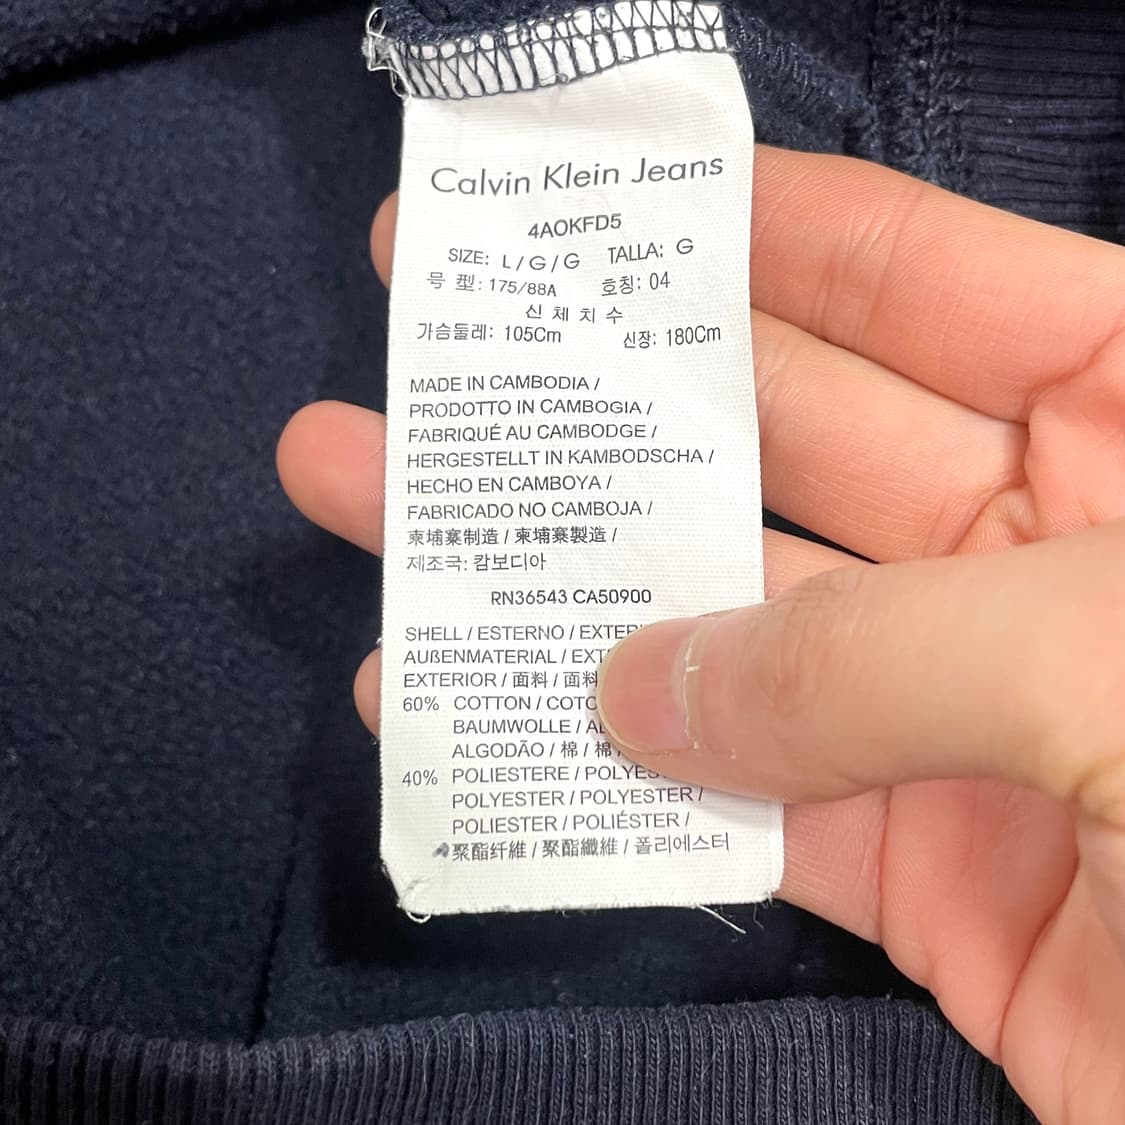 Calvin Klein Jeans
4AOKFD5
SIZE: L/G/G TALLA: G
号 型: 175/88A 호칭: 04
신 체 치 수
가슴둘레: 105Cm 신장: 180Cm
MADE IN CAMBODIA /
PRODOTTO IN CAMBOGIA /
FABRIQUÉ AU CAMBODGE /
HERGESTELLT IN KAMBODSCHA /
HECHO EN CAMBOYA /
FABRICADO NO CAMBOJA /
柬埔寨制造 / 柬埔寨製造 /
제조국: 캄보디아
RN36543 CA50900
SHELL / ESTERNO /
AUßENMATERIAL /
EXTERIOR / 面料 / 面料
60% COTTON /
BAUMWOLLE /
ALGODÃO / 棉 / 棉
40% POLIESTERE /
POLYESTER / POLYESTER /
POLIESTER / POLIÉSTER /
聚酯纤維 / 聚酯纖維 / 폴리에스터